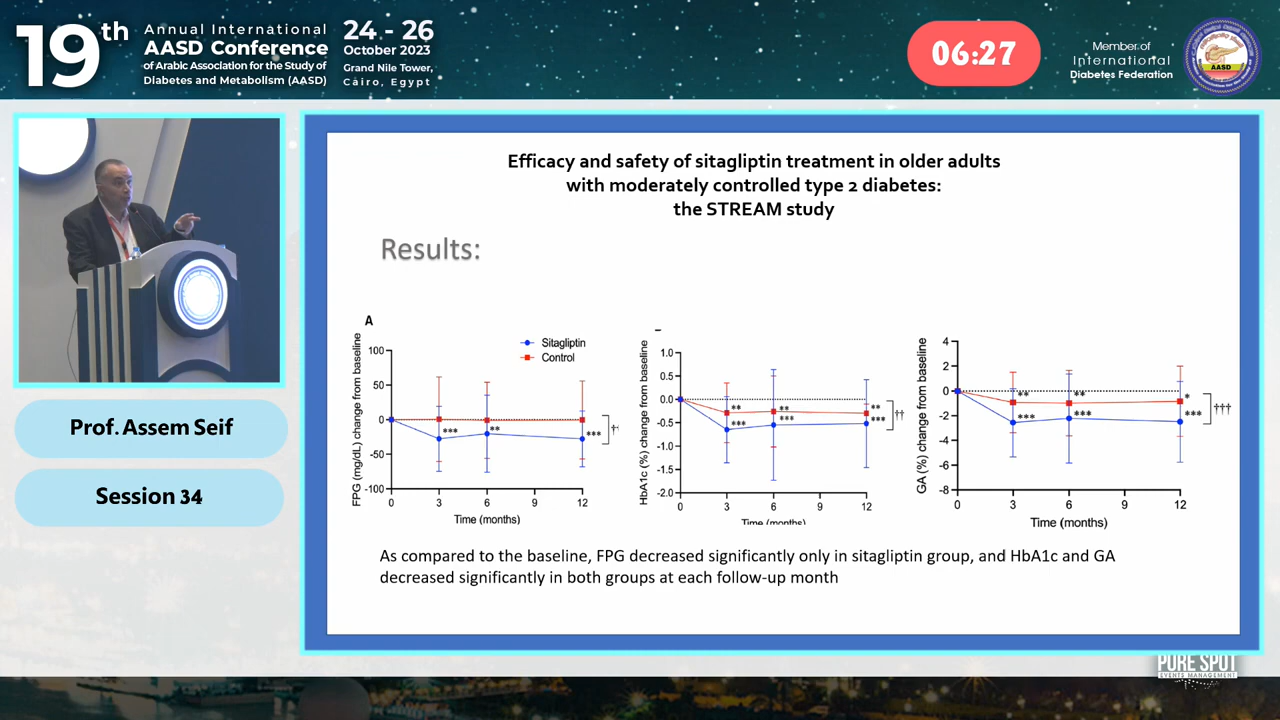 19th
Annual International
AASD Conference
of Arabic Association for the Study of
Diabetes and Metabolism (AASD)
24 - 26
October 2023
Grand Nile Tower,
Cairo, Egypt
06:27
Member of
International
Diabetes Federation
AASD
Prof. Assem Seif
Session 34
Efficacy and safety of sitagliptin treatment in older adults
with moderately controlled type 2 diabetes:
the STREAM study
Results:
A
FPG (mg/dL) change from baseline
100
50
0
-50
-100
0 3 6 9 12
Time (months)
Sitagliptin
Control
***
**
***
†
HbA1c (%) change from baseline
1.0
0.5
0.0
-0.5
-1.0
-1.5
-2.0
0 3 6 9 12
Time (months)
** ** **
*** *** ***
††
GA (%) change from baseline
4
2
0
-2
-4
-6
-8
0 3 6 9 12
Time (months)
** ** *
*** *** ***
†††
As compared to the baseline, FPG decreased significantly only in sitagliptin group, and HbA1c and GA
decreased significantly in both groups at each follow-up month
PURE SPOT
EVENTS MANAGEMENT